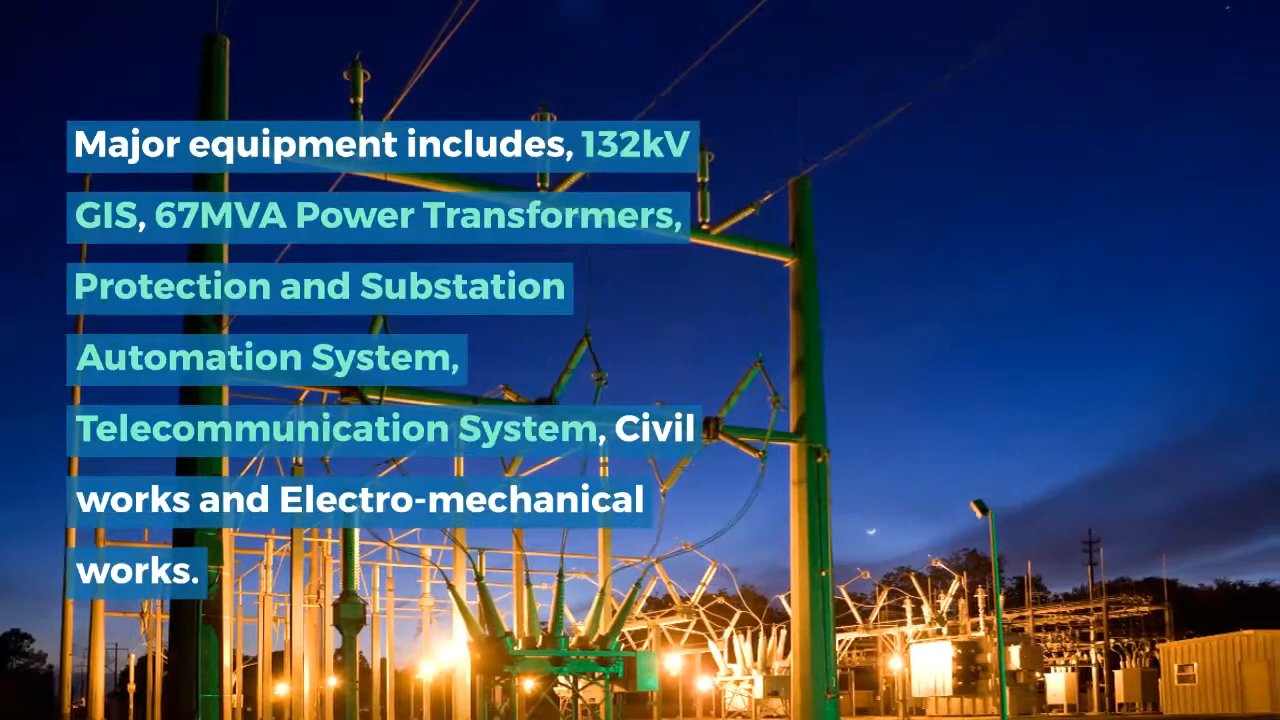 Major equipment includes, 132kV
GIS, 67MVA Power Transformers,
Protection and Substation
Automation System,
Telecommunication System, Civil
works and Electro-mechanical
works.